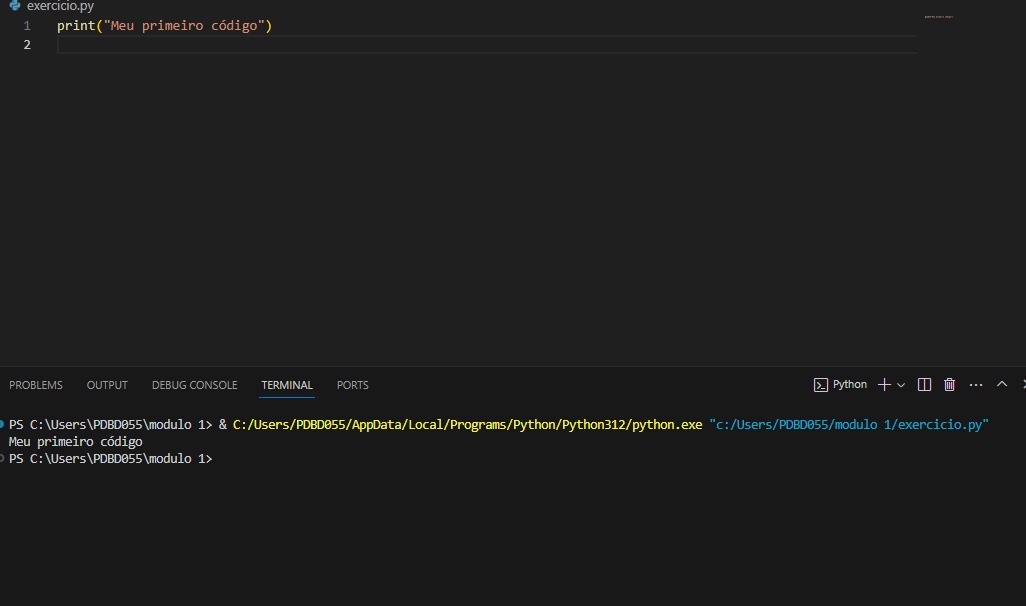 exercicio.py
1 print("Meu primeiro código")
2
PROBLEMS OUTPUT DEBUG CONSOLE TERMINAL PORTS Python
PS C:\Users\PDBD055\modulo 1> & C:/Users/PDBD055/AppData/Local/Programs/Python/Python312/python.exe "c:/Users/PDBD055/modulo 1/exercicio.py"
Meu primeiro código
PS C:\Users\PDBD055\modulo 1>